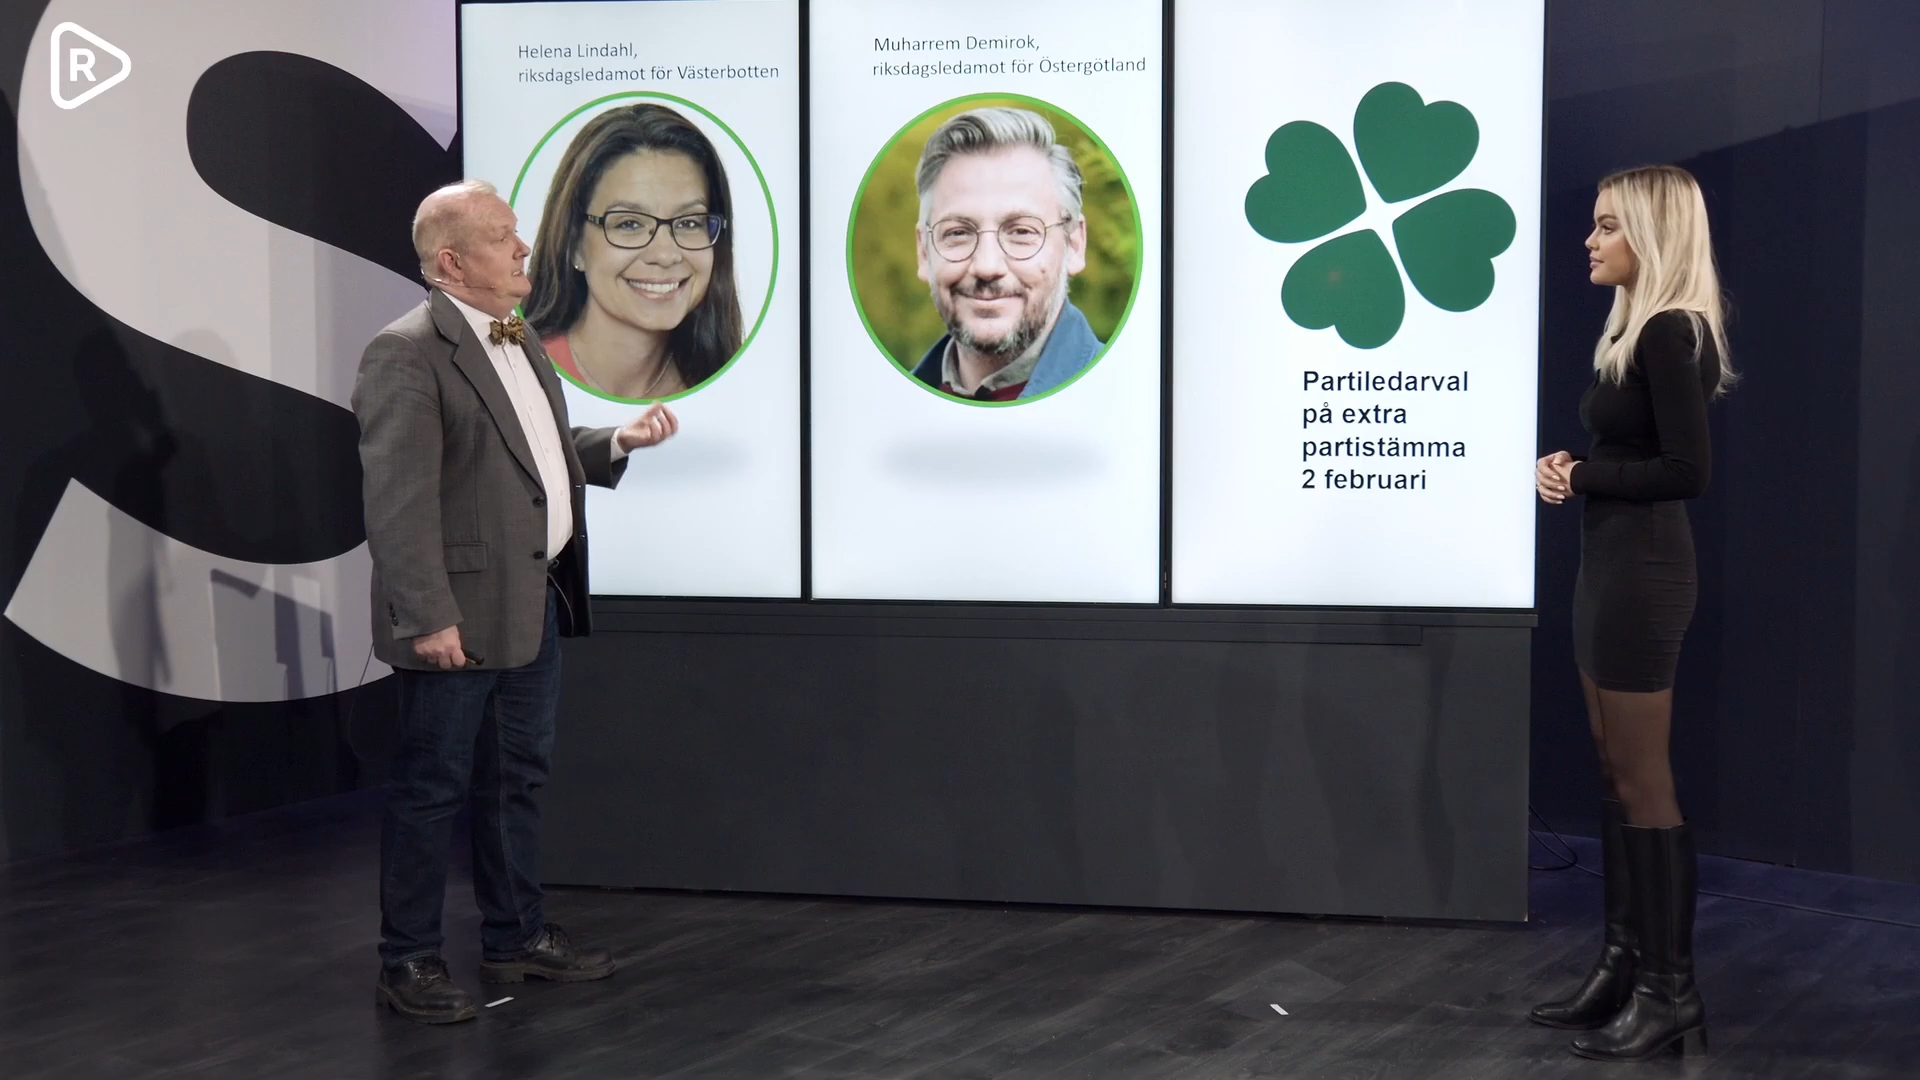 R
S
Helena Lindahl,
riksdagsledamot för Västerbotten
Muharrem Demirok,
riksdagsledamot för Östergötland
Partiledarval
på extra
partistämma
2 februari